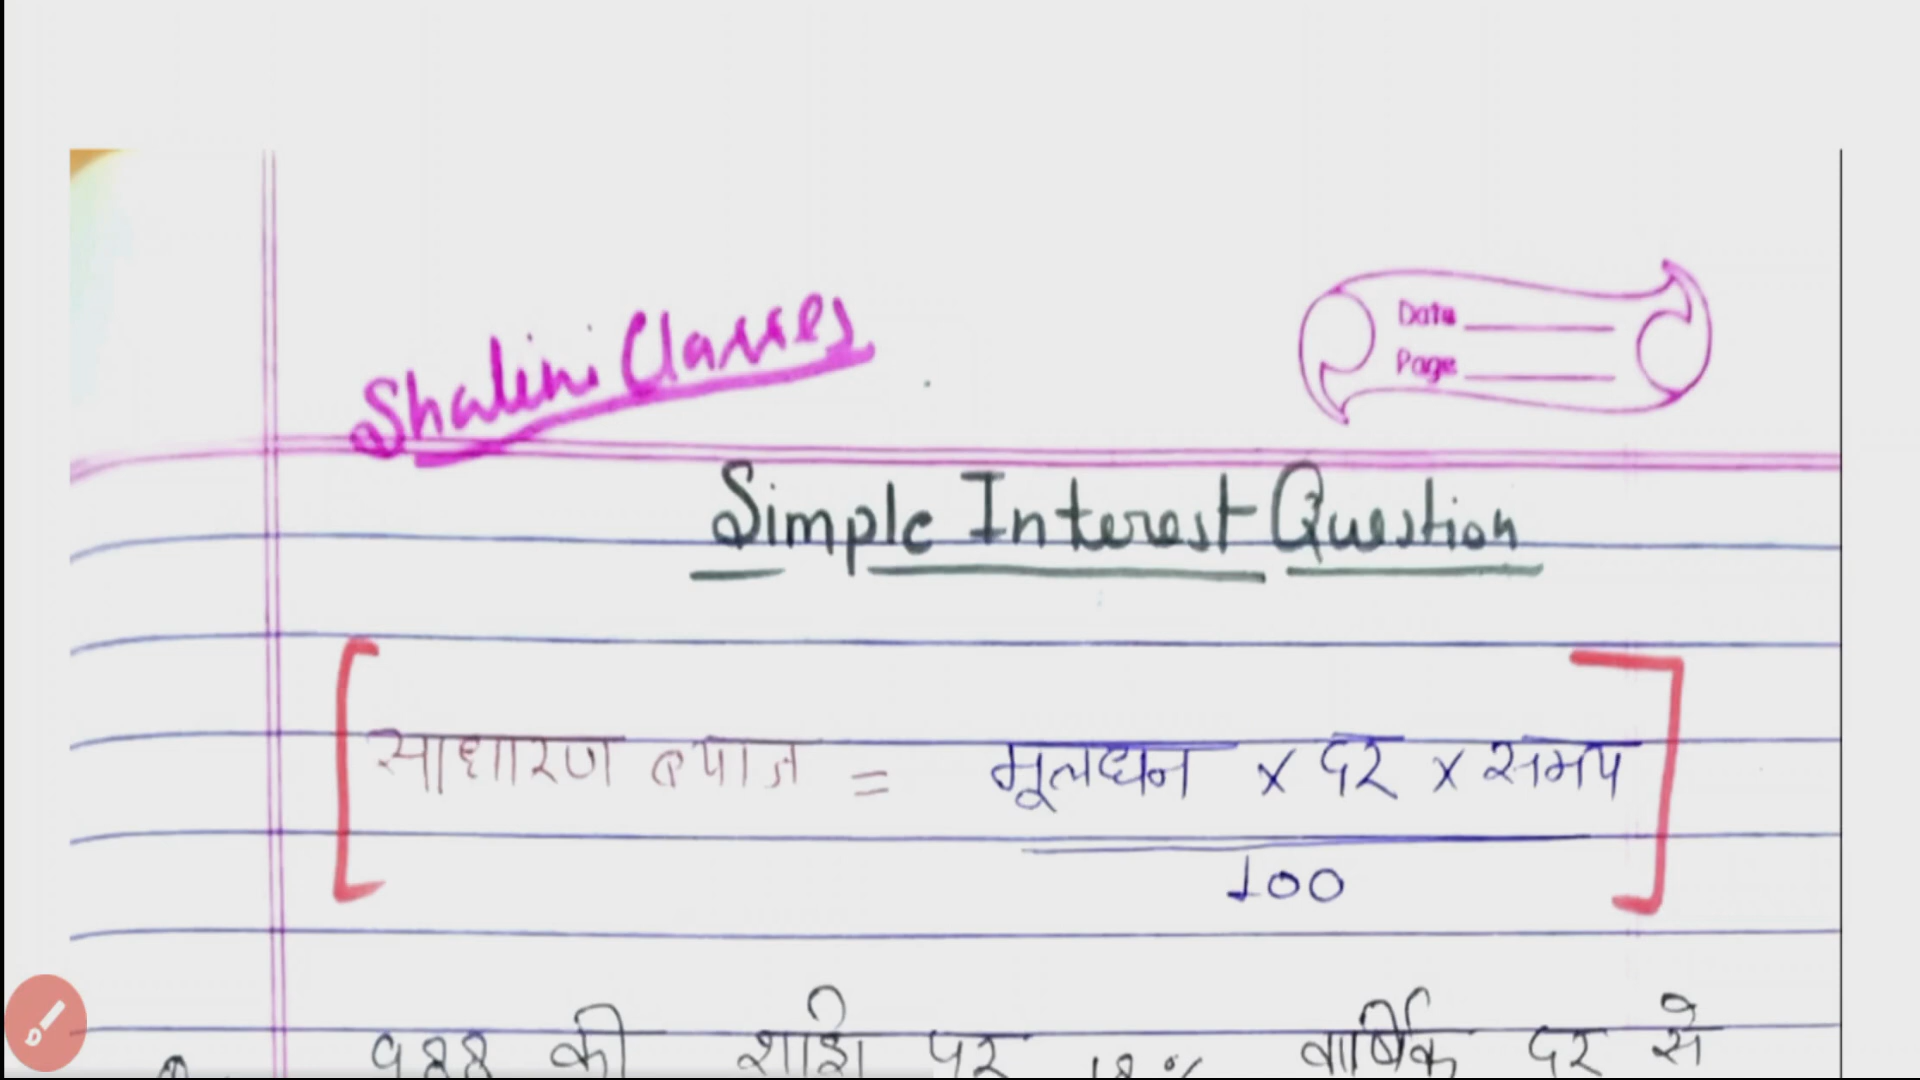 Shalini Classes
Date
Page
Simple Interest Question
साधारण ब्याज = मूलधन x दर x समय
100
की राशि पर वार्षिक दर से